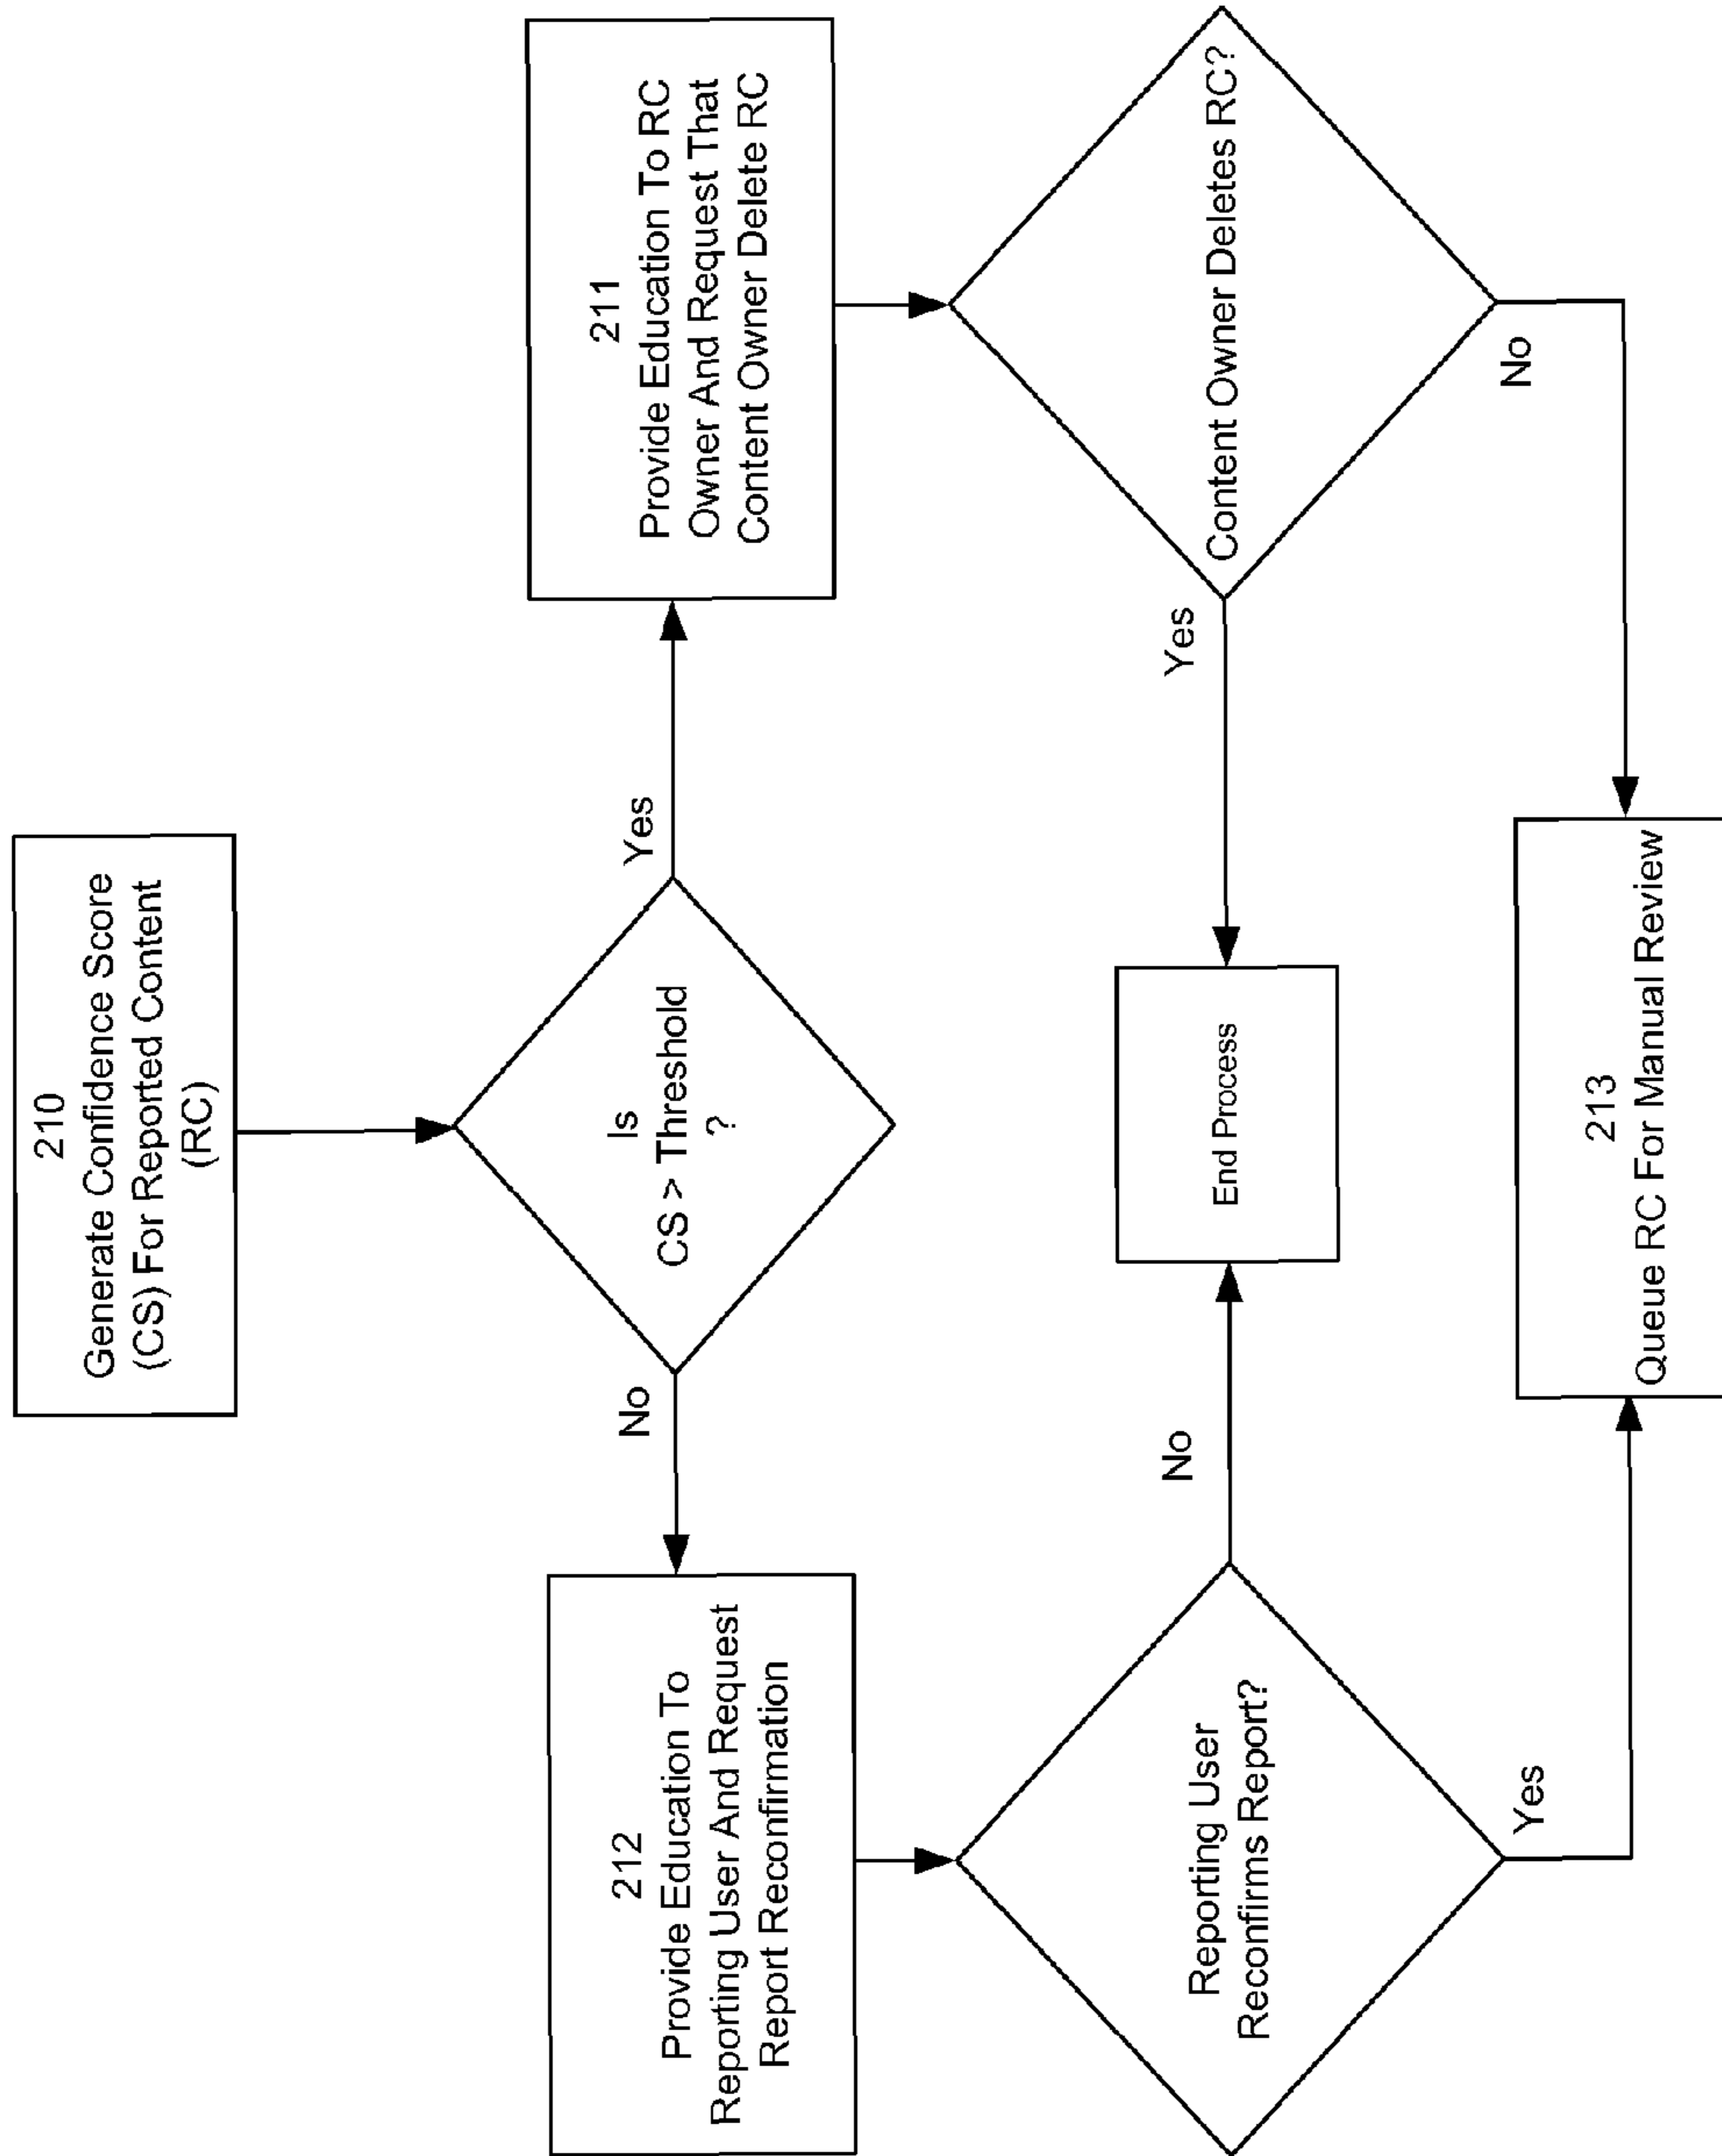 210
Generate Confidence Score
(CS) For Reported Content
(RC)
Is
CS > Threshold
?
No
Yes
212
Provide Education To
Reporting User And Request
Report Reconfirmation
211
Provide Education To RC
Owner And Request That
Content Owner Delete RC
Reporting User
Reconfirms Report?
No
End Process
Yes
Content Owner Deletes RC?
Yes
No
213
Queue RC For Manual Review